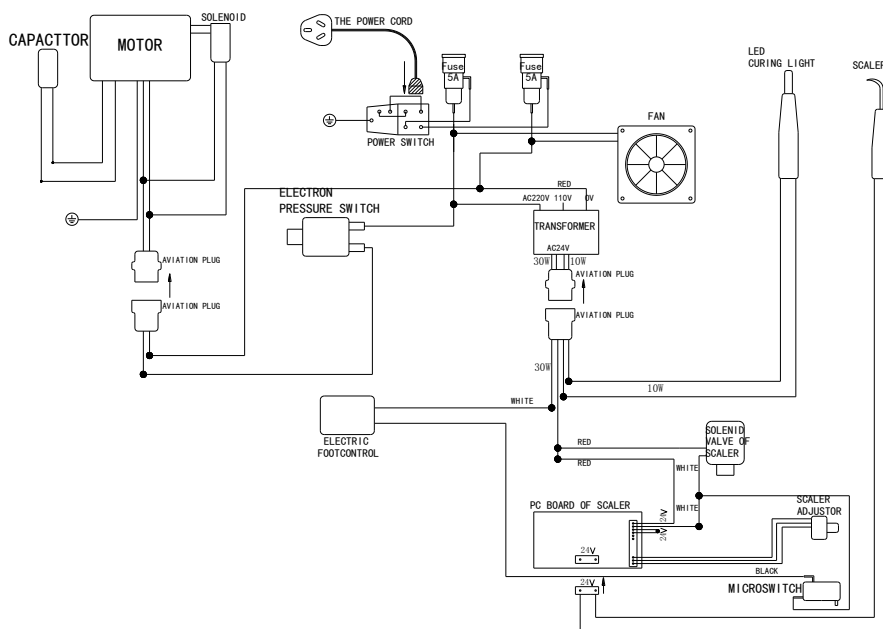 CAPACTTOR
MOTOR
SOLENOID
THE POWER CORD
Fuse
5A
Fuse
5A
POWER SWITCH
FAN
LED
CURING LIGHT
SCALER
ELECTRON
PRESSURE SWITCH
RED
AC220V 110V 0V
TRANSFORMER
AC24V
30W 10W
AVIATION PLUG
AVIATION PLUG
AVIATION PLUG
AVIATION PLUG
30W
10W
WHITE
ELECTRIC
FOOTCONTROL
RED
RED
SOLENID
VALVE OF
SCALER
WHITE
WHITE
PC BOARD OF SCALER
24V
24V
SCALER
ADJUSTOR
24V
24V
BLACK
MICROSWITCH